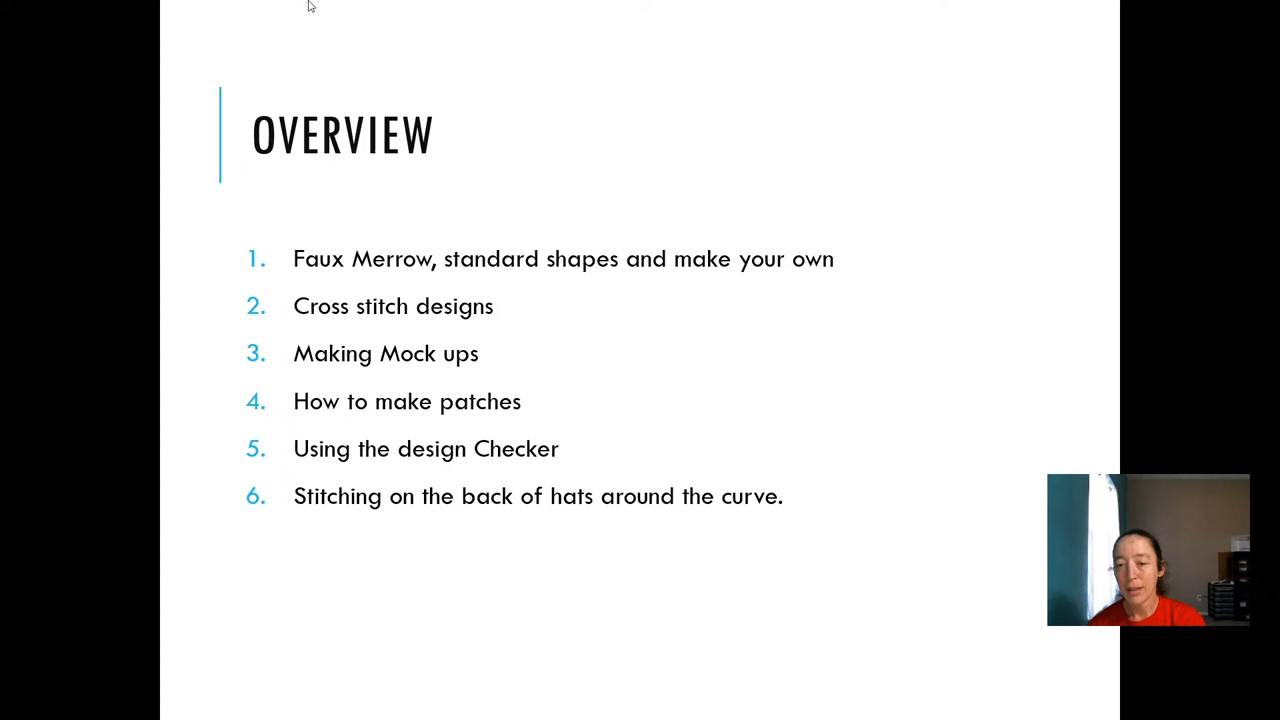 OVERVIEW
1. Faux Merrow, standard shapes and make your own
2. Cross stitch designs
3. Making Mock ups
4. How to make patches
5. Using the design Checker
6. Stitching on the back of hats around the curve.